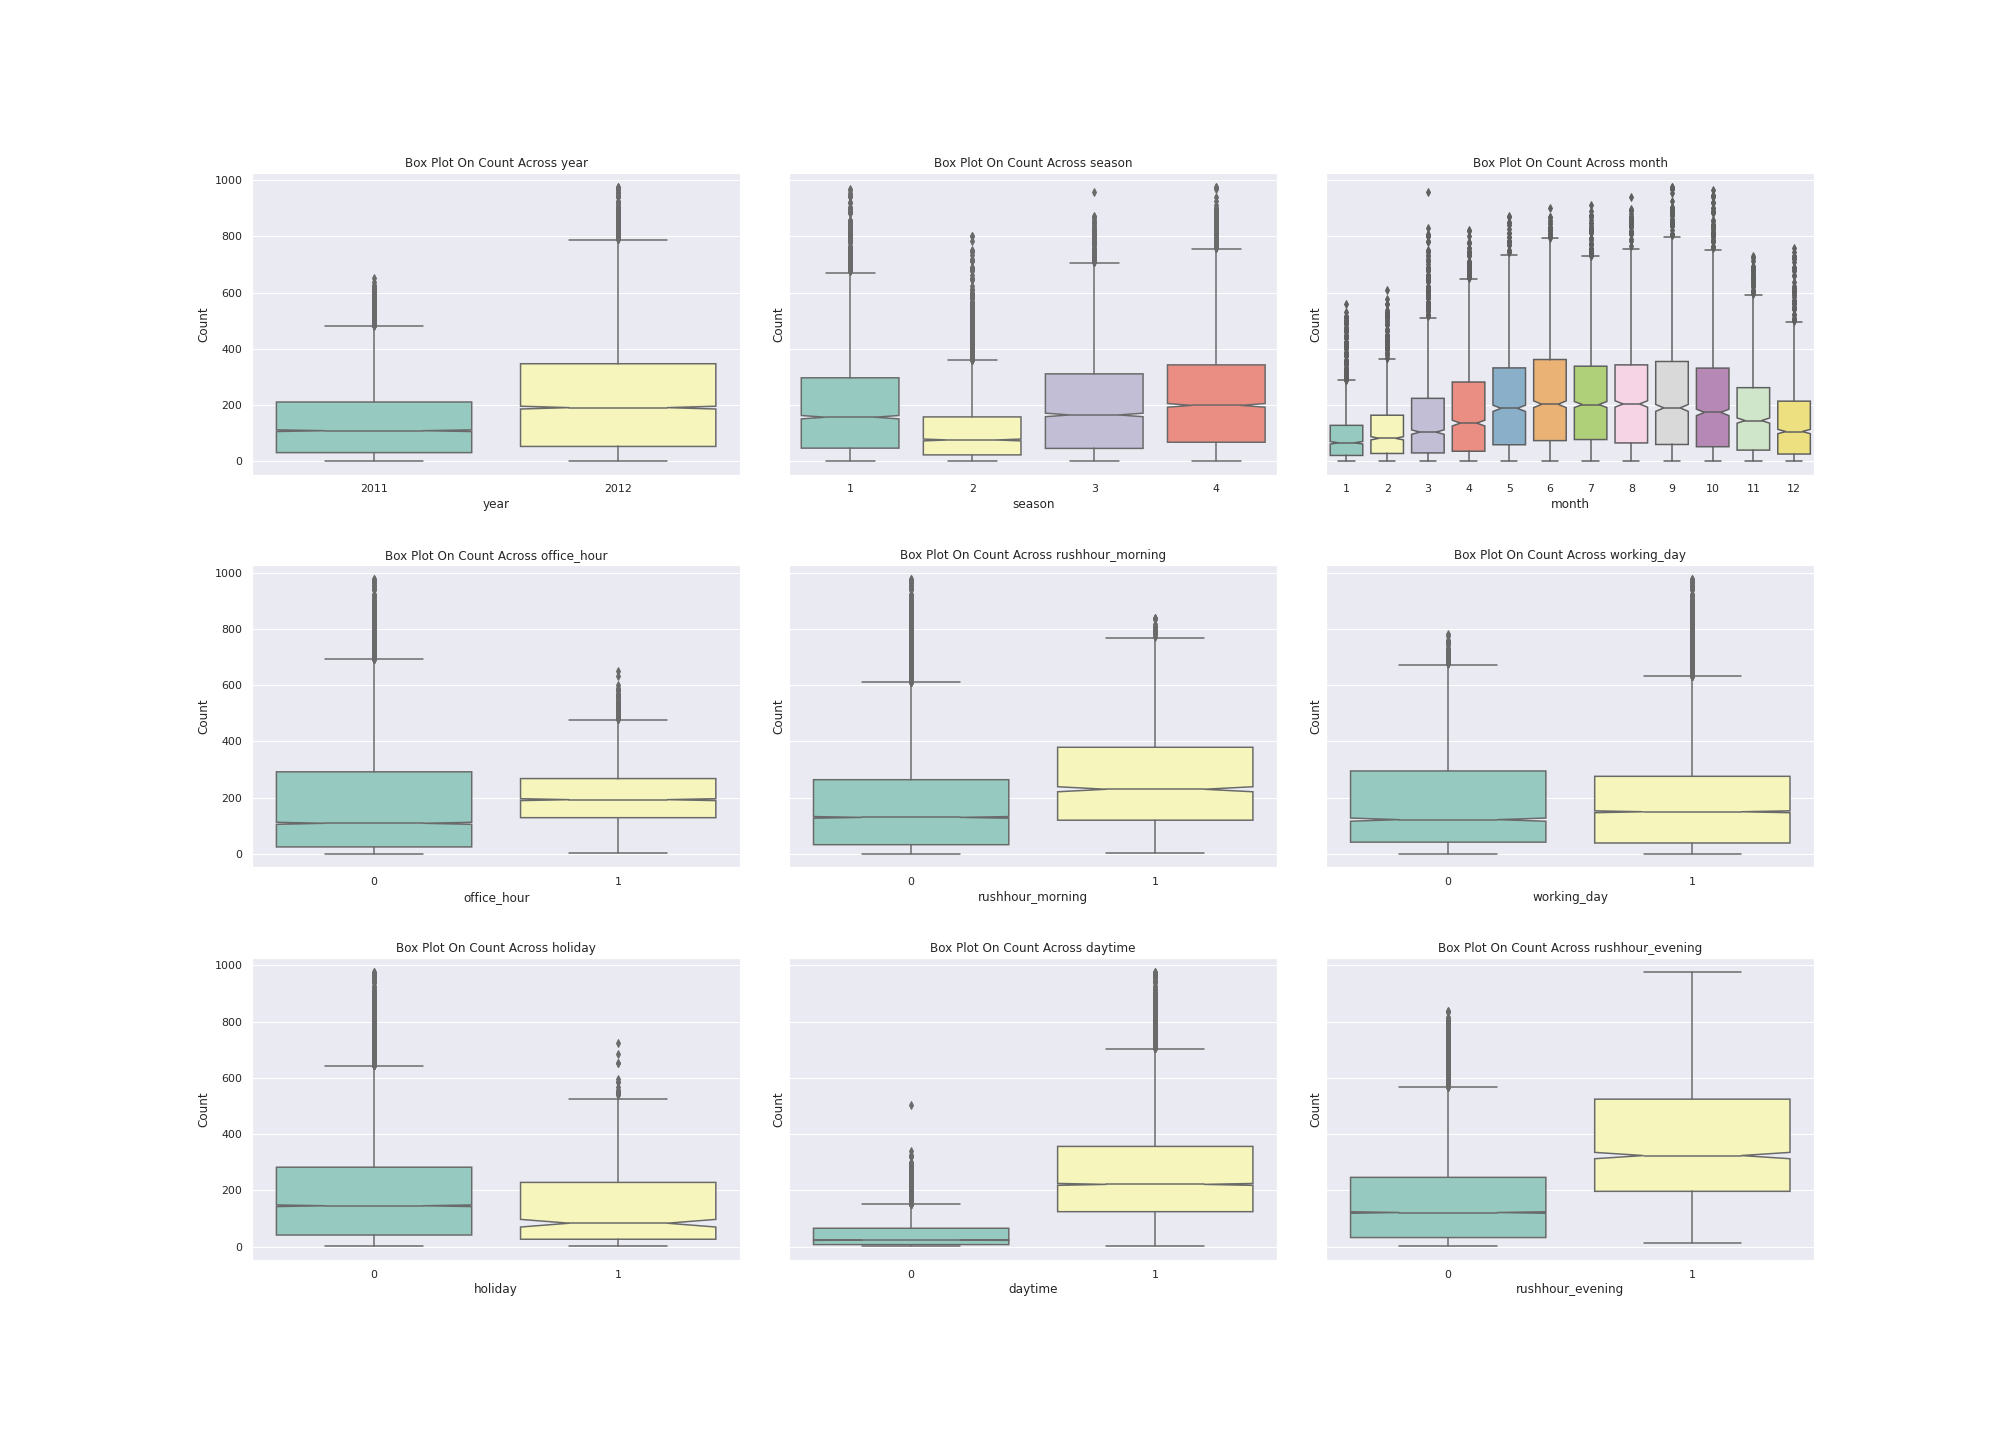 Box Plot On Count Across year
Box Plot On Count Across season
Box Plot On Count Across month
1000
800
600
400
200
0
Count
Count
Count
2011 2012
1 2 3 4
1 2 3 4 5 6 7 8 9 10 11 12
year
season
month
Box Plot On Count Across office_hour
Box Plot On Count Across rushhour_morning
Box Plot On Count Across working_day
1000
800
600
400
200
0
Count
Count
Count
0 1
0 1
0 1
office_hour
rushhour_morning
working_day
Box Plot On Count Across holiday
Box Plot On Count Across daytime
Box Plot On Count Across rushhour_evening
1000
800
600
400
200
0
Count
Count
Count
0 1
0 1
0 1
holiday
daytime
rushhour_evening